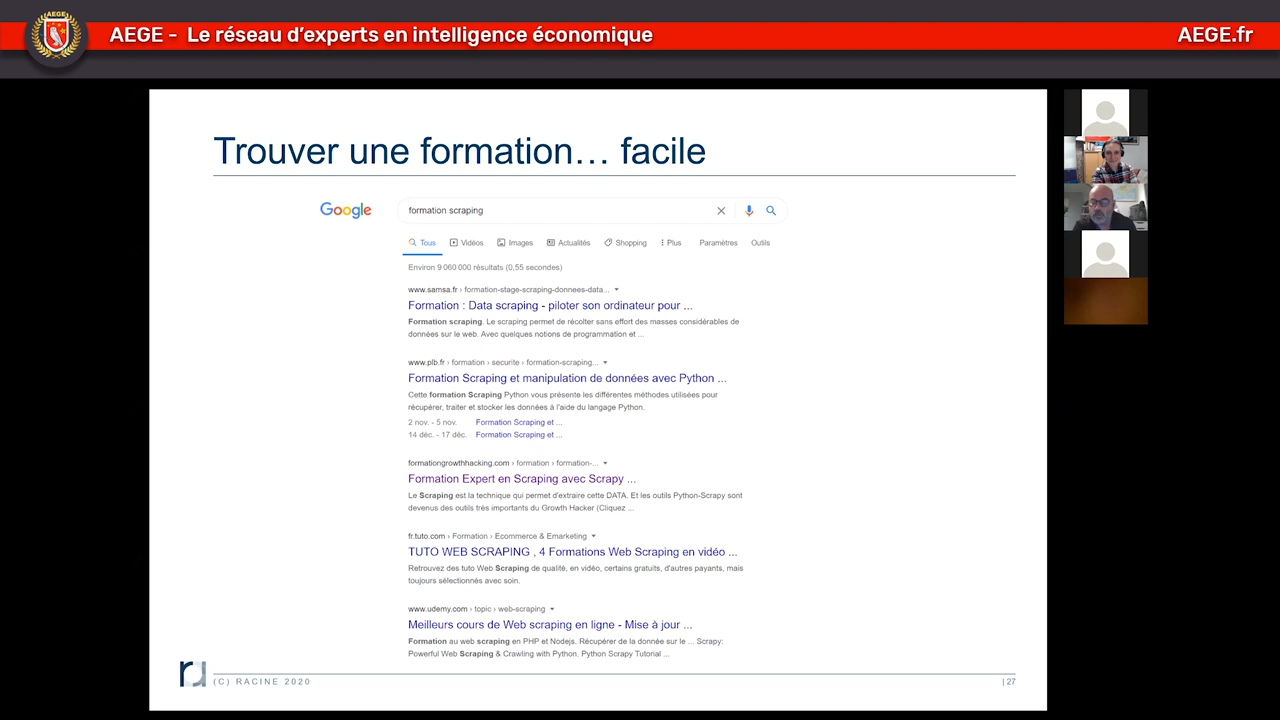 AEGE
AEGE - Le réseau d'experts en intelligence économique
AEGE.fr
Trouver une formation… facile
Google
formation scraping
Tous
Vidéos
Images
Actualités
Shopping
Plus
Paramètres
Outils
Environ 9 060 000 résultats (0,55 secondes)
www.samsa.fr › formation-stage-scraping-donnees-data...
Formation : Data scraping - piloter son ordinateur pour ...
Formation scraping. Le scraping permet de récolter sans effort des masses considérables de
données sur le web. Avec quelques notions de programmation et ...
www.plb.fr › formation › securite › formation-scraping...
Formation Scraping et manipulation de données avec Python ...
Cette formation Scraping Python vous présente les différentes méthodes utilisées pour
récupérer, traiter et stocker les données à l'aide du langage Python.
2 nov. - 5 nov. Formation Scraping et ...
14 déc. - 17 déc. Formation Scraping et ...
formationgrowthhacking.com › formation › formation-...
Formation Expert en Scraping avec Scrapy ...
Le Scraping est la technique qui permet d'extraire cette DATA. Et les outils Python-Scrapy sont
devenus des outils très importants du Growth Hacker (Cliquez ...
fr.tuto.com › Formation › Ecommerce & Emarketing
TUTO WEB SCRAPING , 4 Formations Web Scraping en vidéo ...
Retrouvez des tuto Web Scraping de qualité, en vidéo, certains gratuits, d'autres payants, mais
toujours sélectionnés avec soin.
www.udemy.com › topic › web-scraping
Meilleurs cours de Web scraping en ligne - Mise à jour ...
Formation au web scraping en PHP et Nodejs. Récupérer de la donnée sur le ... Scrapy:
Powerful Web Scraping & Crawling with Python. Python Scrapy Tutorial ...
(C) RACINE 2020
| 27